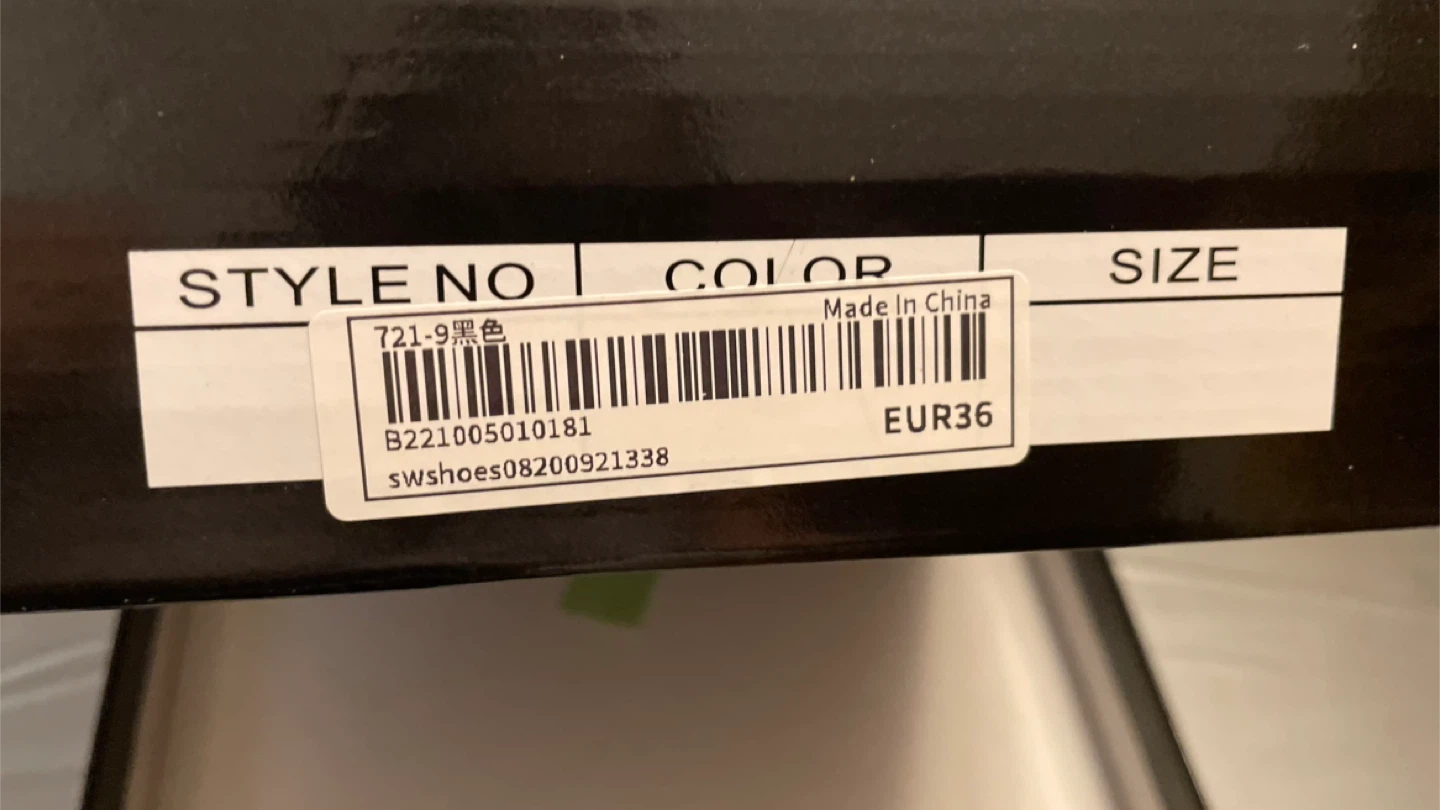 STYLE NO COLOR SIZE
Made In China
721-9黑色
B221005010181
EUR36
swshoes08200921338